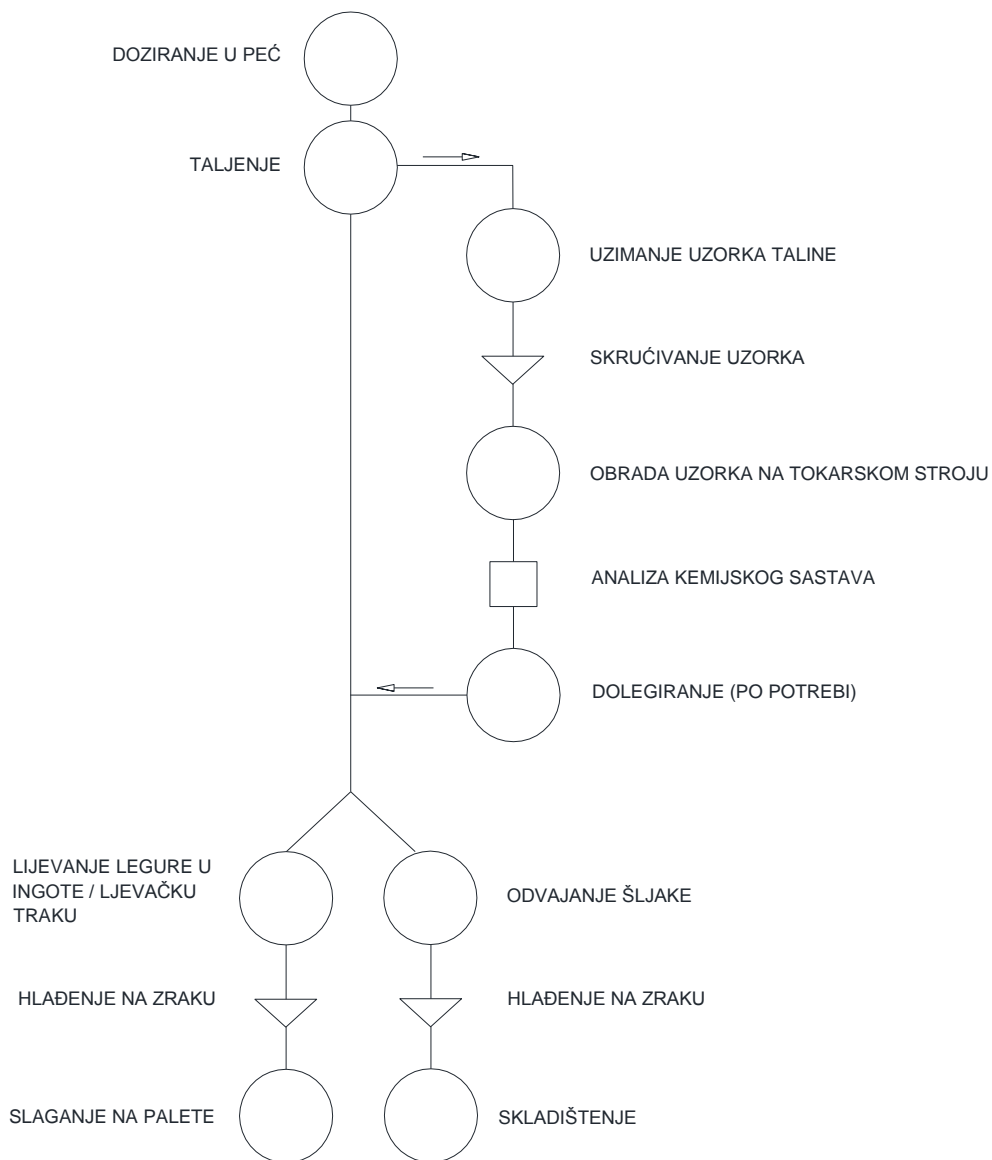 DOZIRANJE U PEĆ
TALJENJE
UZIMANJE UZORKA TALINE
SKRUĆIVANJE UZORKA
OBRADA UZORKA NA TOKARSKOM STROJU
ANALIZA KEMIJSKOG SASTAVA
DOLEGIRANJE (PO POTREBI)
LIJEVANJE LEGURE U
INGOTE / LJEVAČKU
TRAKU
ODVAJANJE ŠLJAKE
HLAĐENJE NA ZRAKU
HLAĐENJE NA ZRAKU
SLAGANJE NA PALETE
SKLADIŠTENJE